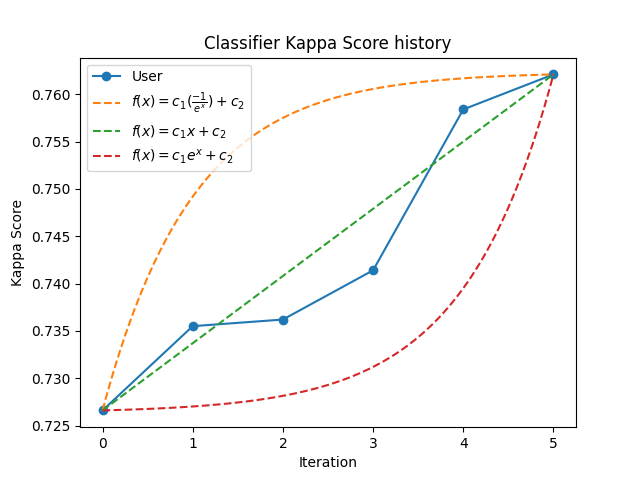 Classifier Kappa Score history
User
f(x) = c₁(−1/eˣ) + c₂
f(x) = c₁x + c₂
f(x) = c₁eˣ + c₂
0.760
0.755
0.750
0.745
0.740
0.735
0.730
0.725
Kappa Score
0 1 2 3 4 5
Iteration